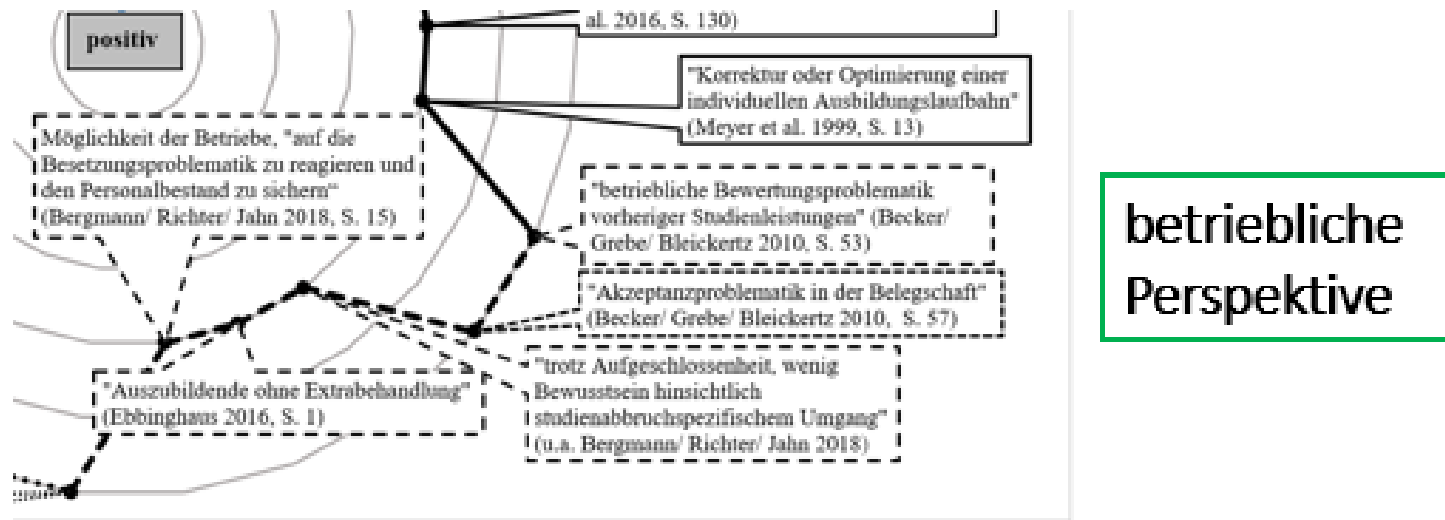 al. 2016, S. 130)
positiv
"Korrektur oder Optimierung einer
individuellen Ausbildungslaufbahn"
(Meyer et al. 1999, S. 13)
Möglichkeit der Betriebe, "auf die
Besetzungsproblematik zu reagieren und
den Personalbestand zu sichern"
(Bergmann/ Richter/ Jahn 2018, S. 15)
"betriebliche Bewertungsproblematik
vorheriger Studienleistungen" (Becker/
Grebe/ Bleickertz 2010, S. 53)
"Akzeptanzproblematik in der Belegschaft"
(Becker/ Grebe/ Bleickertz 2010, S. 57)
"trotz Aufgeschlossenheit, wenig
Bewusstsein hinsichtlich
studienabbruchspezifischem Umgang"
(u.a. Bergmann/ Richter/ Jahn 2018)
"Auszubildende ohne Extrabehandlung"
(Ebbinghaus 2016, S. 1)
betriebliche
Perspektive